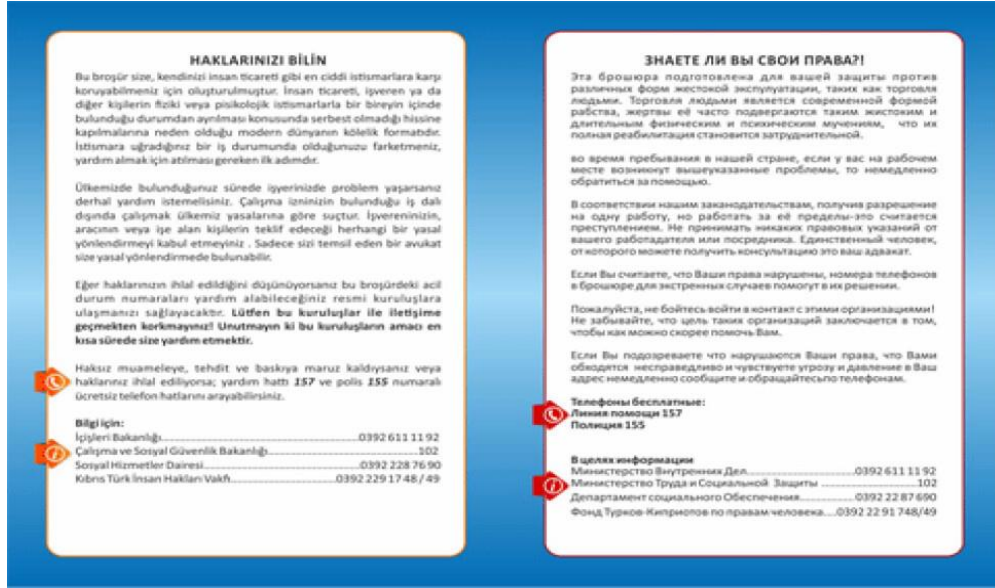 HAKLARINIZI BİLİN
Bu broşür size, kendinizi insan ticareti gibi en ciddi istismarlara karşı
koruyabilmeniz için oluşturulmuştur. İnsan ticareti, işveren ya da
diğer kişilerin fiziki veya pisikolojik istismarlarla bir bireyin içinde
bulunduğu durumdan ayrılması konusunda serbest olmadığı hissine
kapılmalarına neden olduğu modern dünyanın kölelik formatıdır.
İstismara uğradığınız bir iş durumunda olduğunuzu farketmeniz,
yardım almak için atılması gereken ilk adımdır.
Ülkemizde bulunduğunuz sürede işyerinizde problem yaşarsanız
derhal yardım istemelisiniz. Çalışma izninizin bulunduğu iş dalı
dışında çalışmak ülkemiz yasalarına göre suçtur. İşvereninizin,
aracının veya işe alan kişilerin teklif edeceği herhangi bir yasal
yönlendirmeyi kabul etmeyiniz . Sadece sizi temsil eden bir avukat
size yasal yönlendirmede bulunabilir.
Eğer haklarınızın ihlal edildiğini düşünüyorsanız bu broşürdeki acil
durum numaraları yardım alabileceğiniz resmi kuruluşlara
ulaşmanızı sağlayacaktır. Lütfen bu kuruluşlar ile iletişime
geçmekten korkmayınız! Unutmayın ki bu kuruluşların amacı en
kısa sürede size yardım etmektir.
Haksız muameleye, tehdit ve baskıya maruz kaldıysanız veya
haklarınız ihlal ediliyorsa; yardım hattı 157 ve polis 155 numaralı
ücretsiz telefon hatlarını arayabilirsiniz.
Bilgi için:
İçişleri Bakanlığı....................0392 611 11 92
Çalışma ve Sosyal Güvenlik Bakanlığı....................102
Sosyal Hizmetler Dairesi....................0392 228 76 90
Kıbrıs Türk İnsan Hakları Vakfı....................0392 229 17 48 / 49
ЗНАЕТЕ ЛИ ВЫ СВОИ ПРАВА?!
Эта брошюра подготовлена для вашей защиты против
различных форм жестокой эксплуатации, таких как торговля
людьми. Торговля людьми является современной формой
рабства, жертвы её часто подвергаются таким жистоким и
длительным физическим и психическим мучениям, что их
полная реабилитация становится затруднительной.
во время пребывания в нашей стране, если у вас на рабочем
месте возникнут вышеуказанные проблемы, то немедленно
обратиться за помощью.
В соответствии нашим заканодательствам, получив разрешение
на одну работу, но работать за её пределы-это считается
преступлением. Не принимать никаких правовых указаний от
вашего работадателя или посредника. Единственный человек,
от которого можете получить консультацию это ваш адвакат.
Если Вы считаете, что Ваши права нарушены, номера телефонов
в брошюре для экстренных случаев помогут в их решении.
Пожалуйста, не бойтесь войти в контакт с этими организациями!
Не забывайте, что цель таких организаций заключается в том,
чтобы как можно скорее помочь Вам.
Если Вы подозреваете что нарушаются Ваши права, что Вами
обходятся несправедливо и чувствуете угрозу и давление в Ваш
адрес немедленно сообщите и обращайтесьпо телефонам.
Телефоны бесплатные:
Линия помощи 157
Полиция 155
В целях информации
Министерство Внутренних Дел....................0392 611 11 92
Министерство Труда и Социальной Защиты ....................102
Департамент социального Обеспечения....................0392 22 87 690
Фонд Турков-Киприотов по правам человека....0392 22 91 748/49